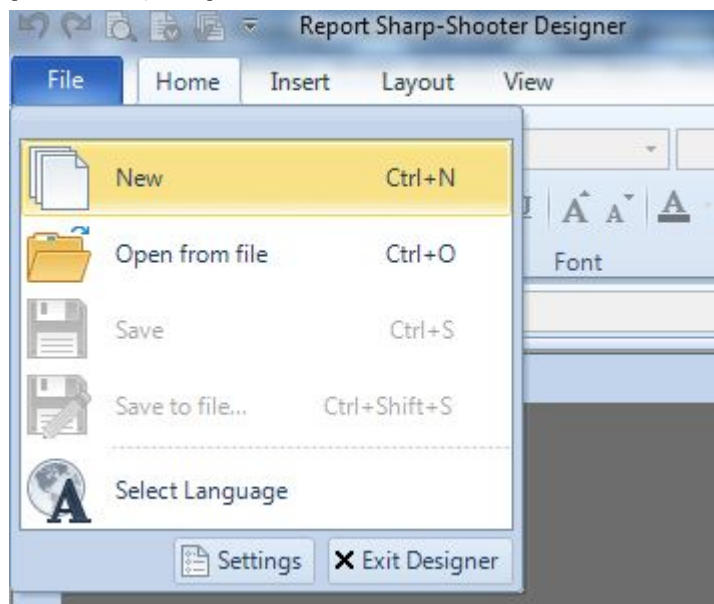 Report Sharp-Shooter Designer
File Home Insert Layout View
New Ctrl+N
Open from file Ctrl+O
Font
Save Ctrl+S
Save to file... Ctrl+Shift+S
Select Language
Settings Exit Designer